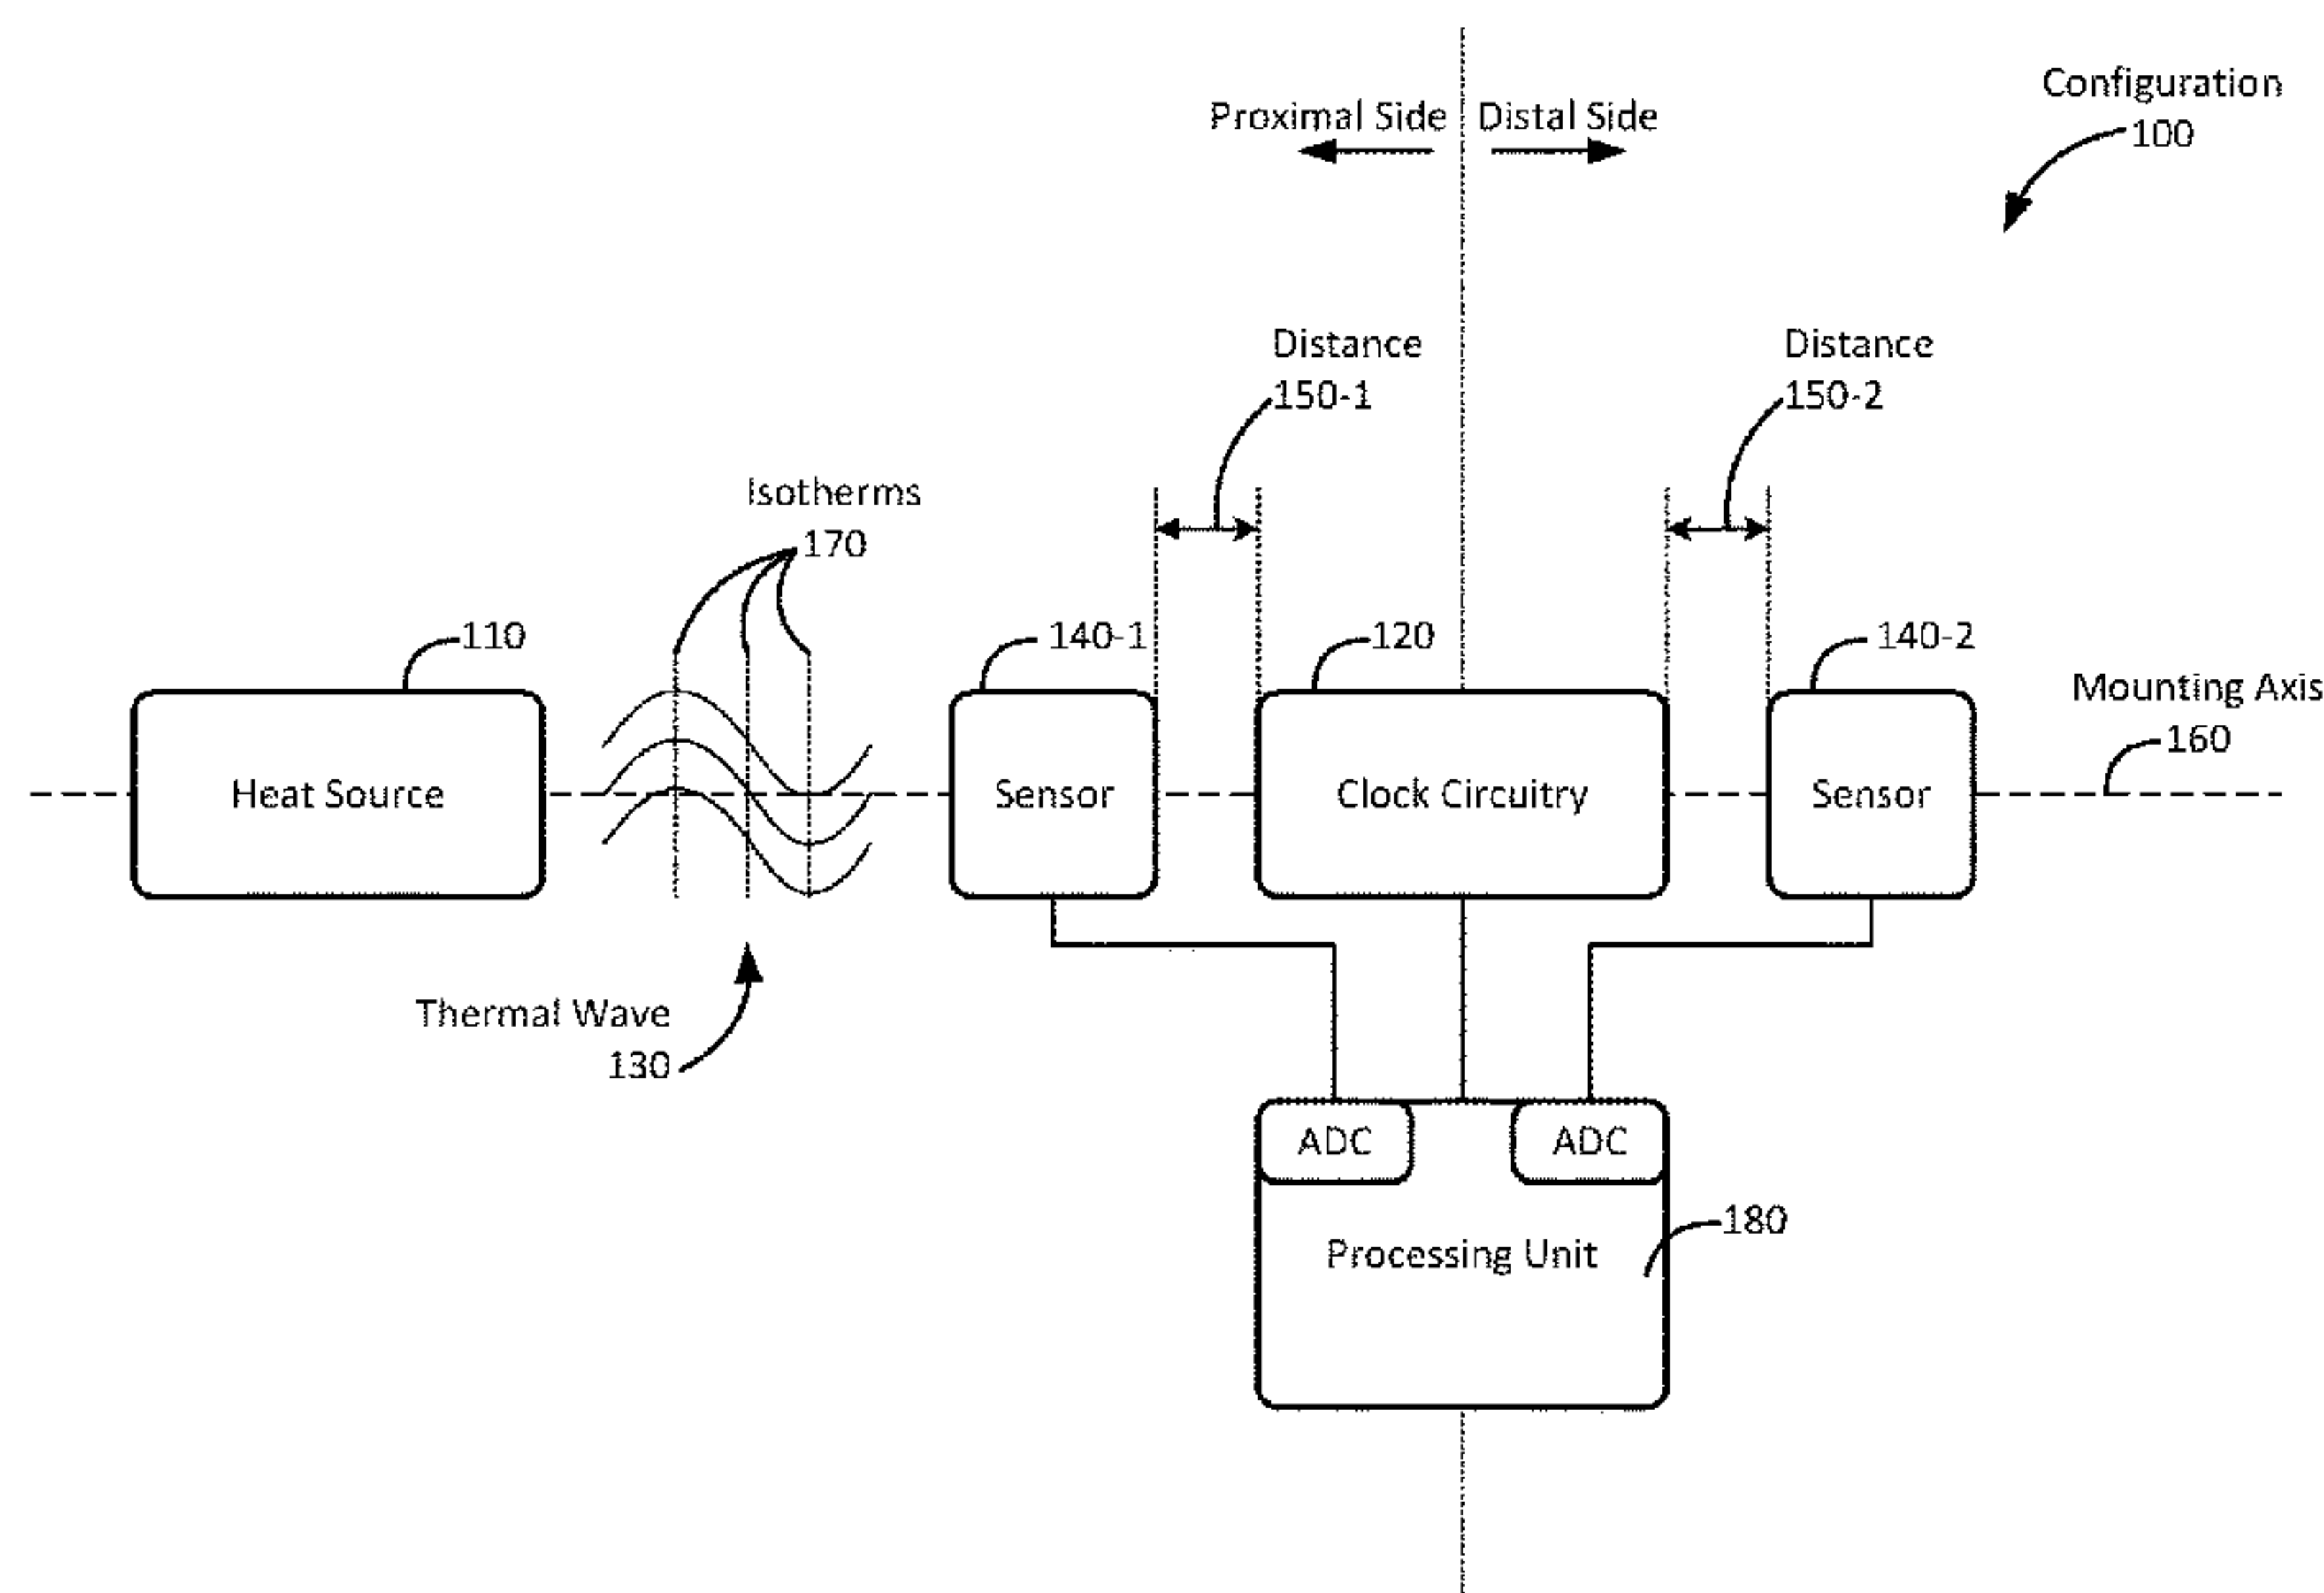 Configuration
100
Proximal Side
Distal Side
Distance
150-1
Distance
150-2
Isotherms
170
110
140-1
120
140-2
Mounting Axis
160
Heat Source
Sensor
Clock Circuitry
Sensor
Thermal Wave
130
ADC
ADC
180
Processing Unit